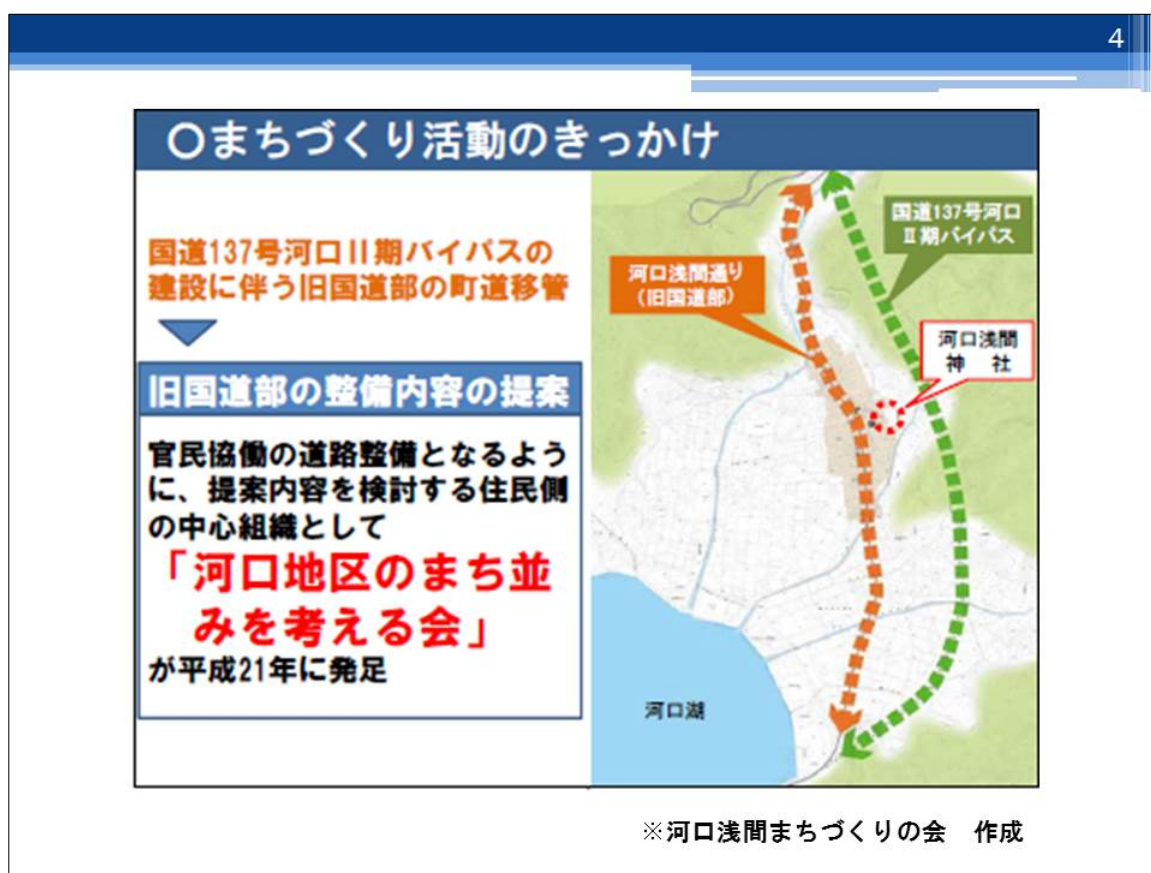 4
〇まちづくり活動のきっかけ
国道137号河口II期バイパスの
建設に伴う旧国道部の町道移管
旧国道部の整備内容の提案
官民協働の道路整備となるよう
に、提案内容を検討する住民側
の中心組織として
「河口地区のまち並
みを考える会」
が平成21年に発足
国道137号河口
Ⅱ期バイパス
河口浅間通り
(旧国道部)
河口浅間
神 社
河口湖
※河口浅間まちづくりの会 作成